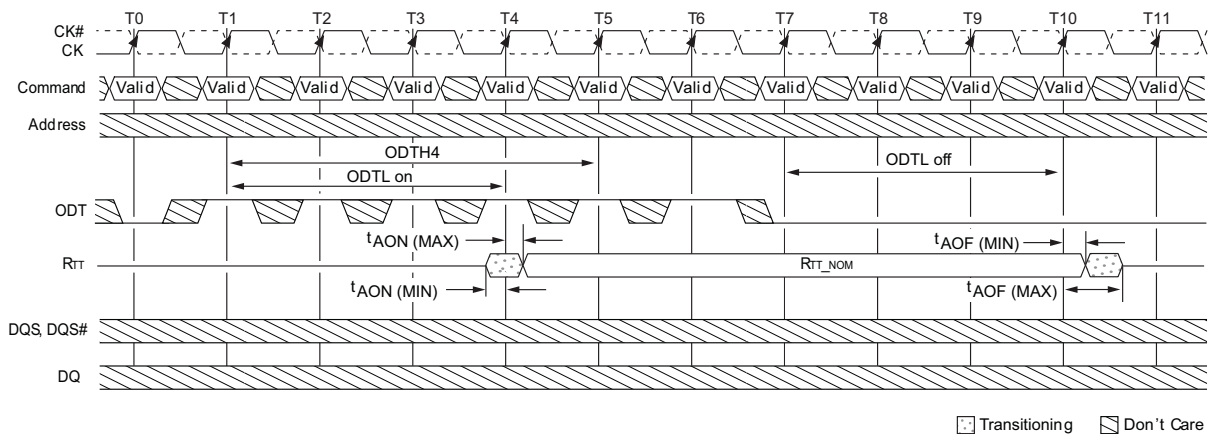 T0 T1 T2 T3 T4 T5 T6 T7 T8 T9 T10 T11
CK#
CK
Command Valid Valid Valid Valid Valid Valid Valid Valid Valid Valid Valid Valid
Address
ODTH4
ODTL off
ODTL on
ODT
tAON (MAX)
tAOF (MIN)
RTT
RTT_NOM
tAON (MIN)
tAOF (MAX)
DQS, DQS#
DQ
Transitioning Don't Care